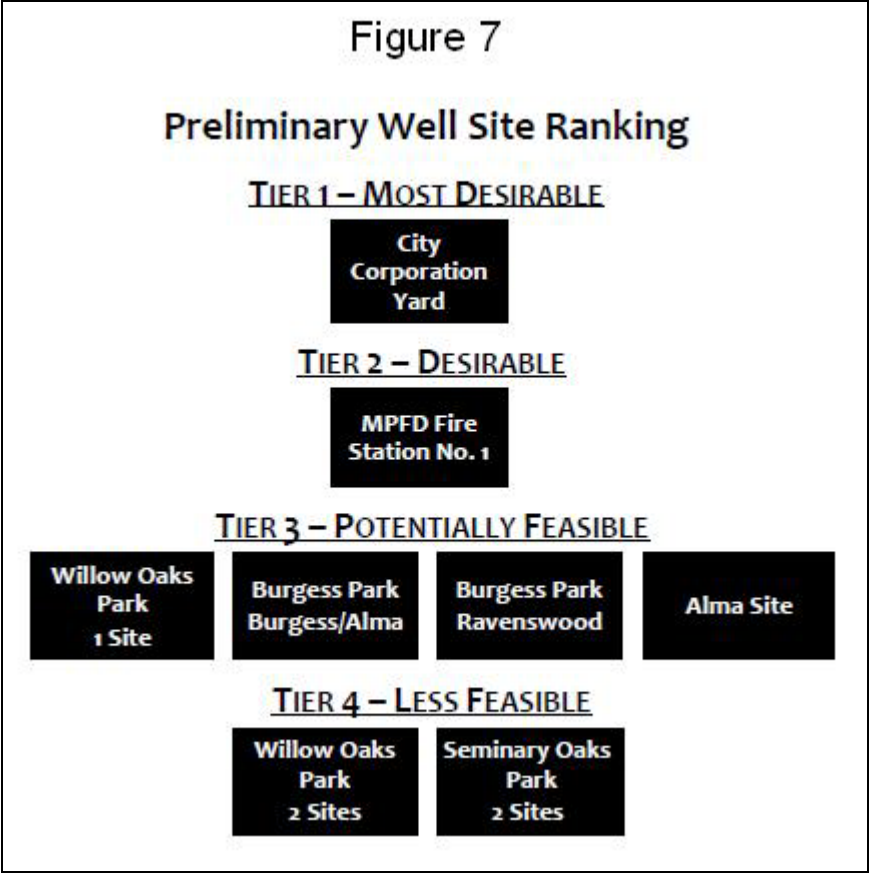 Figure 7
Preliminary Well Site Ranking
TIER 1 – MOST DESIRABLE
City
Corporation
Yard
TIER 2 – DESIRABLE
MPFD Fire
Station No. 1
TIER 3 – POTENTIALLY FEASIBLE
Willow Oaks
Park
1 Site
Burgess Park
Burgess/Alma
Burgess Park
Ravenswood
Alma Site
TIER 4 – LESS FEASIBLE
Willow Oaks
Park
2 Sites
Seminary Oaks
Park
2 Sites